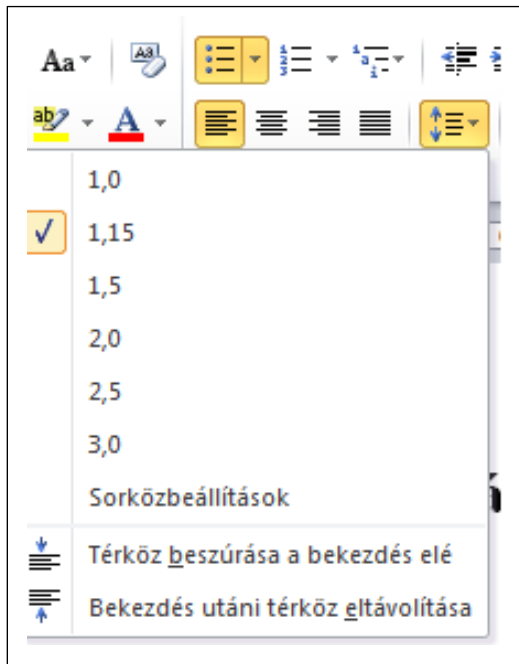 Aa
ab
A
1,0
1,15
1,5
2,0
2,5
3,0
Sorközbeállítások
Térköz beszúrása a bekezdés elé
Bekezdés utáni térköz eltávolítása